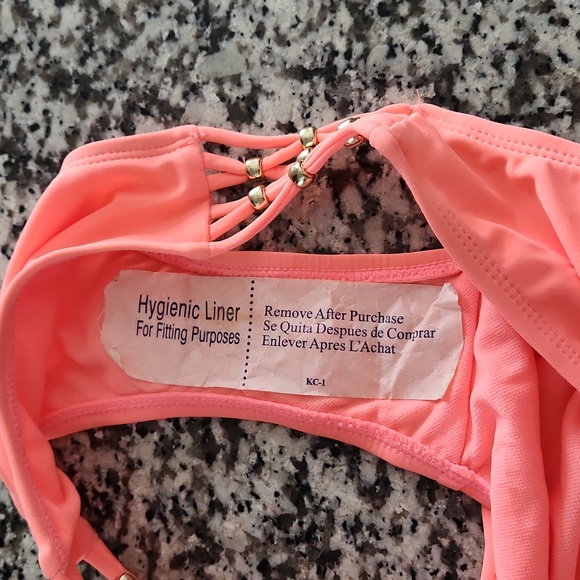 Hygienic Liner
For Fitting Purposes
Remove After Purchase
Se Quita Despues de Comprar
Enlever Apres L'Achat
KC-1